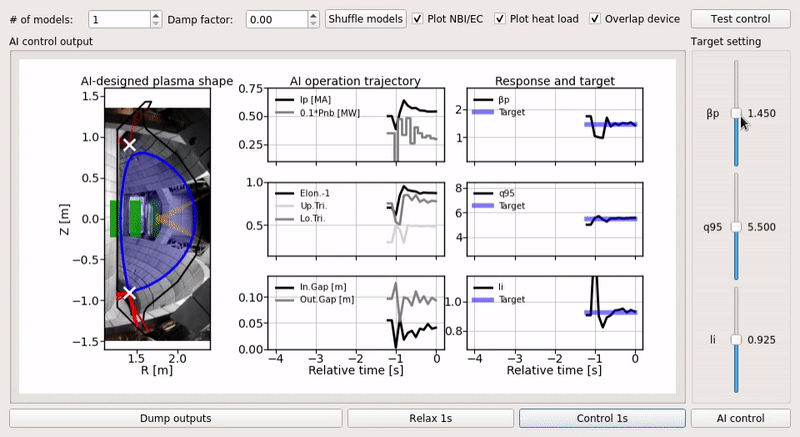 # of models: 1 Damp factor: 0.00 Shuffle models Plot NBI/EC Plot heat load Overlap device Test control
AI control output Target setting
AI-designed plasma shape AI operation trajectory Response and target
1.5
1.0
0.5
0.0
−0.5
−1.0
−1.5
Z [m]
1.5 2.0
R [m]
0.75
0.50
0.25
Ip [MA]
0.1*Pnb [MW]
2
1
βp
Target
1.0
0.5
Elon.-1
Up.Tri.
Lo.Tri.
8
6
4
q95
Target
0.10
0.05
0.00
In.Gap [m]
Out.Gap [m]
1.0
0.8
li
Target
−4 −3 −2 −1 0
Relative time [s]
−4 −3 −2 −1 0
Relative time [s]
βp 1.450
q95 5.500
li 0.925
Dump outputs Relax 1s Control 1s AI control